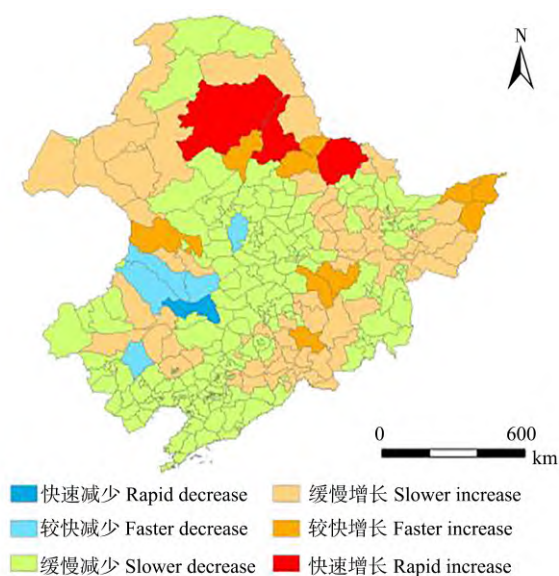 N
0 600
km
快速减少 Rapid decrease 缓慢增长 Slower increase
较快减少 Faster decrease 较快增长 Faster increase
缓慢减少 Slower decrease 快速增长 Rapid increase